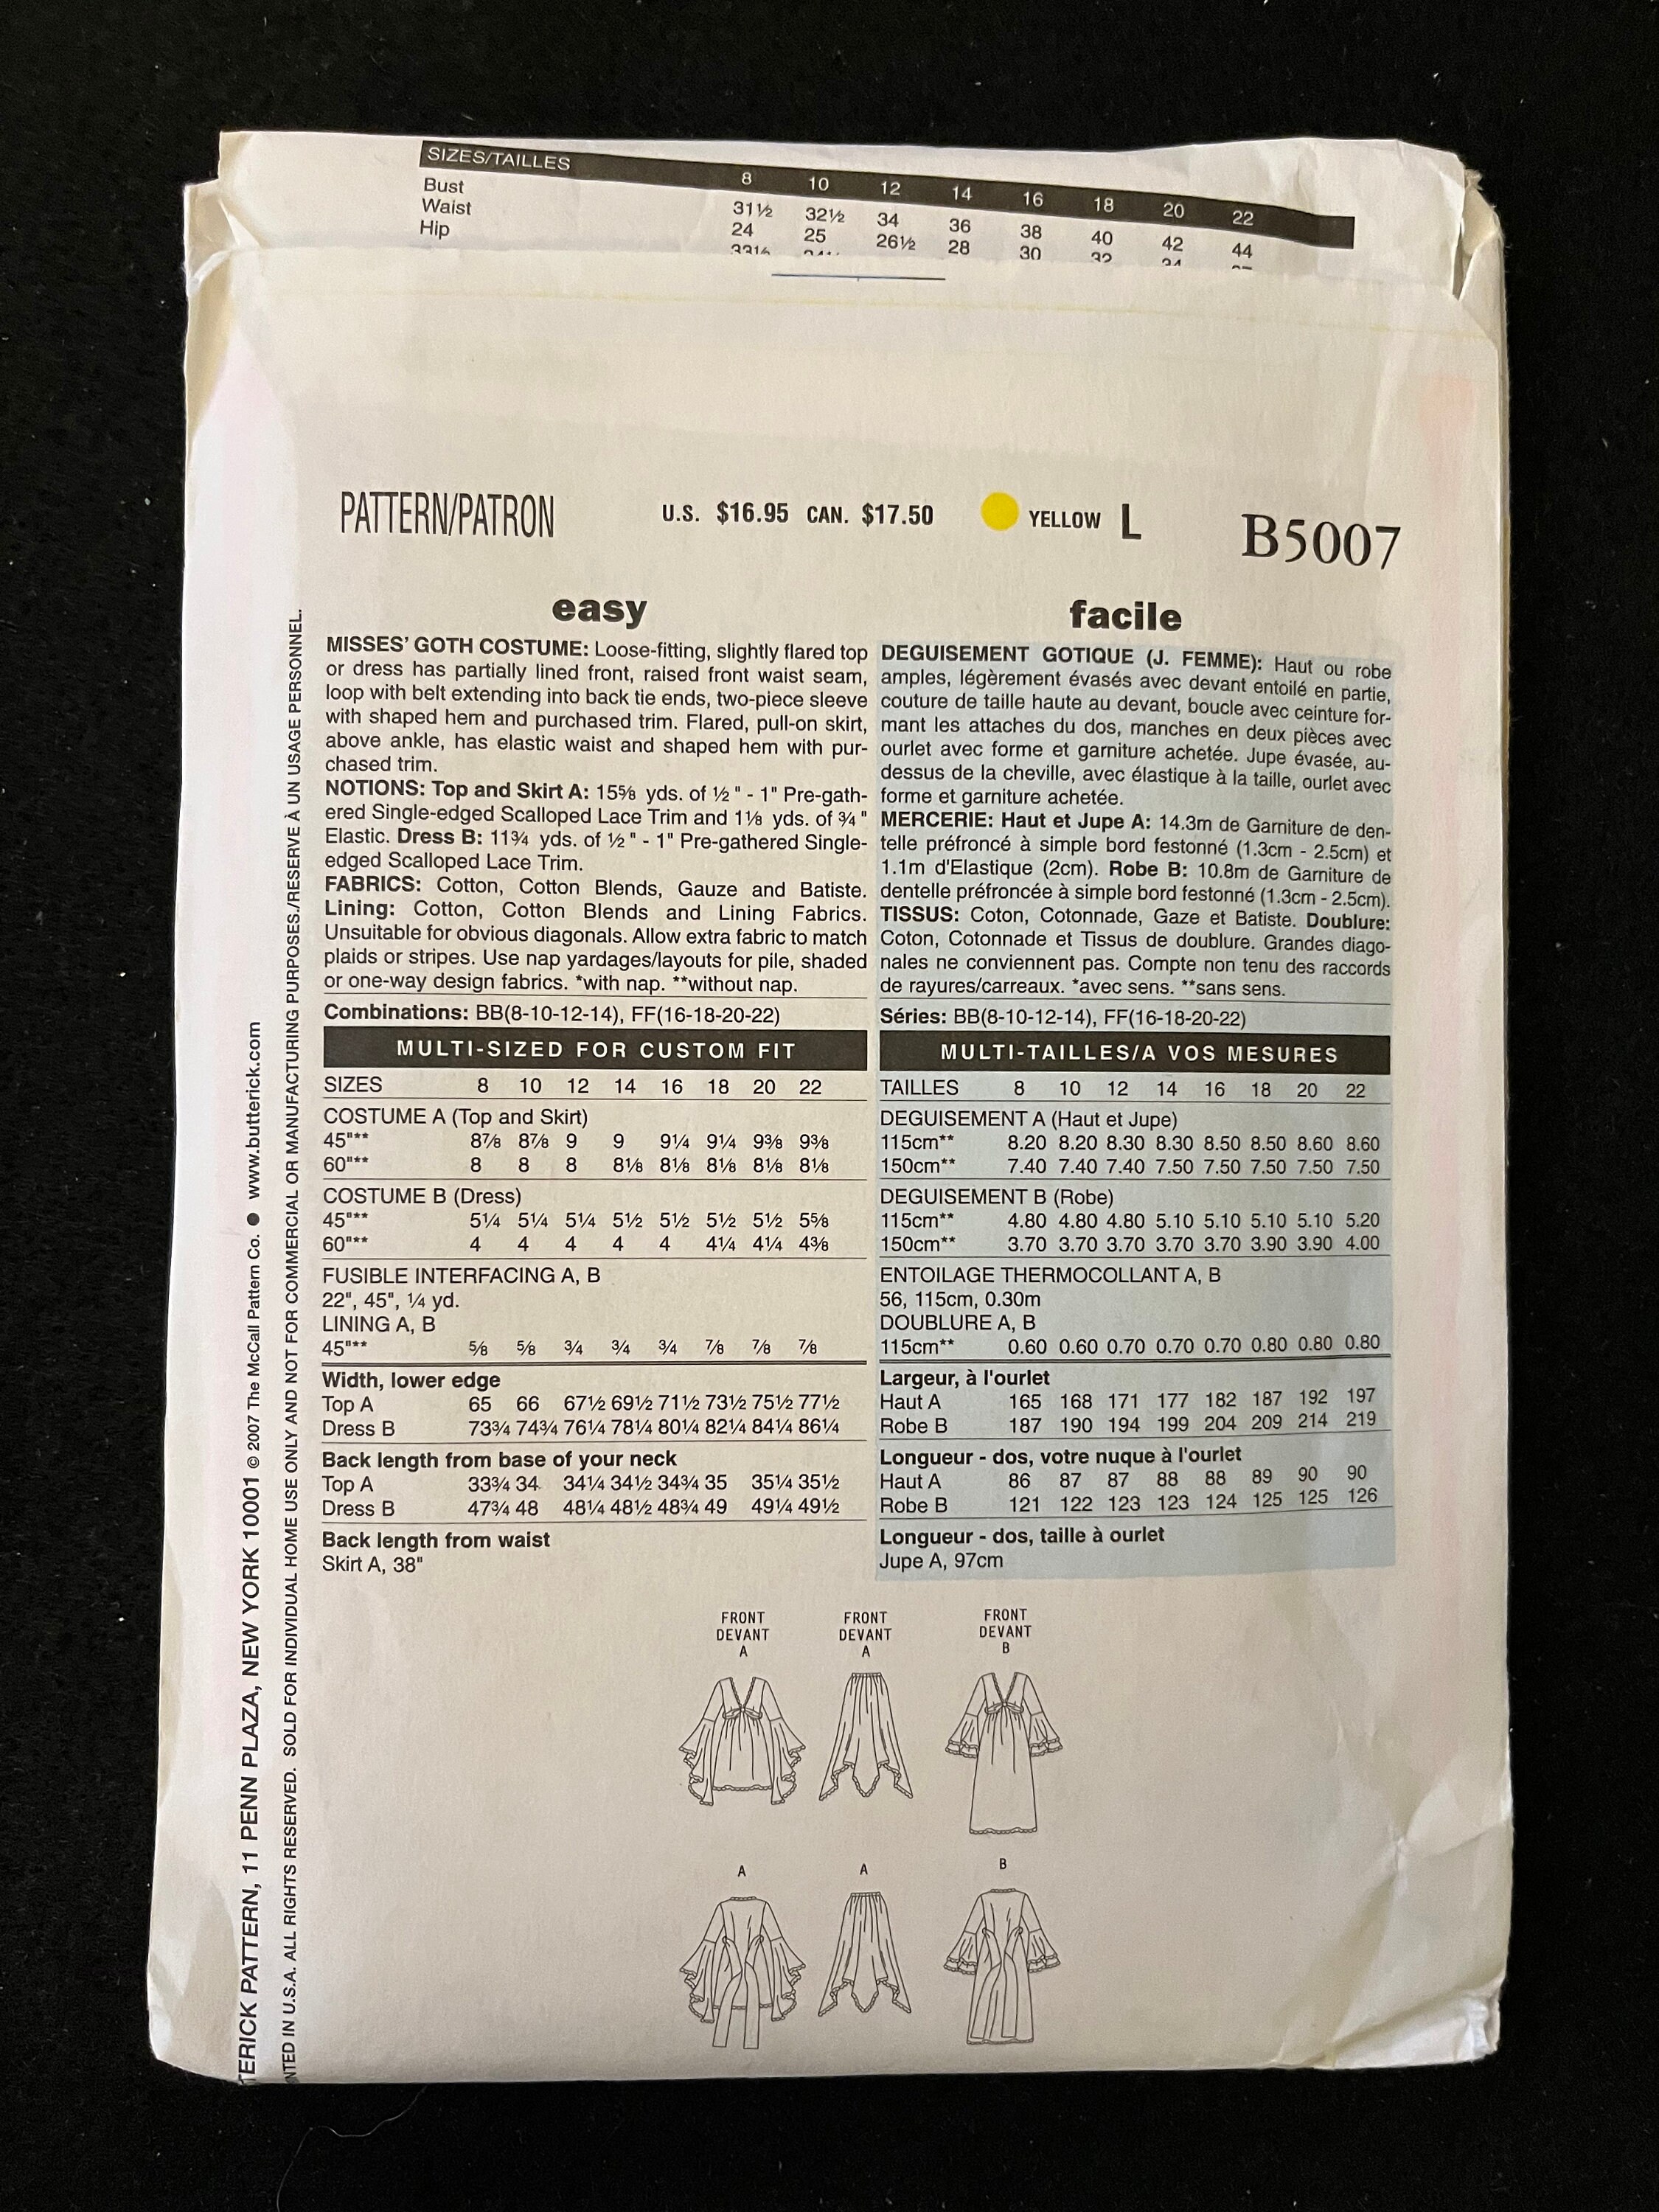 SIZES/TAILLES 8 10 12 14 16 18 20 22
Bust 31½ 32½ 34 36 38 40 42 44
Waist 24 25 26½ 28 30 32 34
Hip 33½
PATTERN/PATRON
U.S. $16.95 CAN. $17.50
YELLOW L
B5007
easy
MISSES' GOTH COSTUME: Loose-fitting, slightly flared top
or dress has partially lined front, raised front waist seam,
loop with belt extending into back tie ends, two-piece sleeve
with shaped hem and purchased trim. Flared, pull-on skirt,
above ankle, has elastic waist and shaped hem with pur-
chased trim.
NOTIONS: Top and Skirt A: 15⅝ yds. of ½" - 1" Pre-gath-
ered Single-edged Scalloped Lace Trim and 1⅛ yds. of ¾"
Elastic. Dress B: 11¾ yds. of ½" - 1" Pre-gathered Single-
edged Scalloped Lace Trim.
FABRICS: Cotton, Cotton Blends, Gauze and Batiste.
Lining: Cotton, Cotton Blends and Lining Fabrics.
Unsuitable for obvious diagonals. Allow extra fabric to match
plaids or stripes. Use nap yardages/layouts for pile, shaded
or one-way design fabrics. *with nap. **without nap.
Combinations: BB(8-10-12-14), FF(16-18-20-22)
MULTI-SIZED FOR CUSTOM FIT
SIZES 8 10 12 14 16 18 20 22
COSTUME A (Top and Skirt)
45"** 8⅞ 8⅞ 9 9 9¼ 9¼ 9⅜ 9⅜
60"** 8 8 8 8⅛ 8⅛ 8⅛ 8⅛ 8⅛
COSTUME B (Dress)
45"** 5¼ 5¼ 5¼ 5½ 5½ 5½ 5½ 5⅝
60"** 4 4 4 4 4 4¼ 4¼ 4⅜
FUSIBLE INTERFACING A, B
22", 45", ¼ yd.
LINING A, B
45"** ⅝ ⅝ ¾ ¾ ¾ ⅞ ⅞ ⅞
Width, lower edge
Top A 65 66 67½ 69½ 71½ 73½ 75½ 77½
Dress B 73¾ 74¾ 76¼ 78¼ 80¼ 82¼ 84¼ 86¼
Back length from base of your neck
Top A 33¾ 34 34¼ 34½ 34¾ 35 35¼ 35½
Dress B 47¾ 48 48¼ 48½ 48¾ 49 49¼ 49½
Back length from waist
Skirt A, 38"
facile
DEGUISEMENT GOTIQUE (J. FEMME): Haut ou robe
amples, légèrement évasés avec devant entoilé en partie,
couture de taille haute au devant, boucle avec ceinture for-
mant les attaches du dos, manches en deux pièces avec
ourlet avec forme et garniture achetée. Jupe évasée, au-
dessus de la cheville, avec élastique à la taille, ourlet avec
forme et garniture achetée.
MERCERIE: Haut et Jupe A: 14.3m de Garniture de den-
telle préfroncé à simple bord festonné (1.3cm - 2.5cm) et
1.1m d'Elastique (2cm). Robe B: 10.8m de Garniture de
dentelle préfroncée à simple bord festonné (1.3cm - 2.5cm).
TISSUS: Coton, Cotonnade, Gaze et Batiste. Doublure:
Coton, Cotonnade et Tissus de doublure. Grandes diago-
nales ne conviennent pas. Compte non tenu des raccords
de rayures/carreaux. *avec sens. **sans sens.
Séries: BB(8-10-12-14), FF(16-18-20-22)
MULTI-TAILLES/A VOS MESURES
TAILLES 8 10 12 14 16 18 20 22
DEGUISEMENT A (Haut et Jupe)
115cm** 8.20 8.20 8.30 8.30 8.50 8.50 8.60 8.60
150cm** 7.40 7.40 7.40 7.50 7.50 7.50 7.50 7.50
DEGUISEMENT B (Robe)
115cm** 4.80 4.80 4.80 5.10 5.10 5.10 5.10 5.20
150cm** 3.70 3.70 3.70 3.70 3.70 3.90 3.90 4.00
ENTOILAGE THERMOCOLLANT A, B
56, 115cm, 0.30m
DOUBLURE A, B
115cm** 0.60 0.60 0.70 0.70 0.70 0.80 0.80 0.80
Largeur, à l'ourlet
Haut A 165 168 171 177 182 187 192 197
Robe B 187 190 194 199 204 209 214 219
Longueur - dos, votre nuque à l'ourlet
Haut A 86 87 87 88 88 89 90 90
Robe B 121 122 123 123 124 125 125 126
Longueur - dos, taille à ourlet
Jupe A, 97cm
FRONT
DEVANT
A
FRONT
DEVANT
A
FRONT
DEVANT
B
A
A
B
TERICK PATTERN, 11 PENN PLAZA, NEW YORK 10001 © 2007 The McCall Pattern Co. ● www.butterick.com
NTED IN U.S.A. ALL RIGHTS RESERVED. SOLD FOR INDIVIDUAL HOME USE ONLY AND NOT FOR COMMERCIAL OR MANUFACTURING PURPOSES./RESERVE À UN USAGE PERSONNEL.